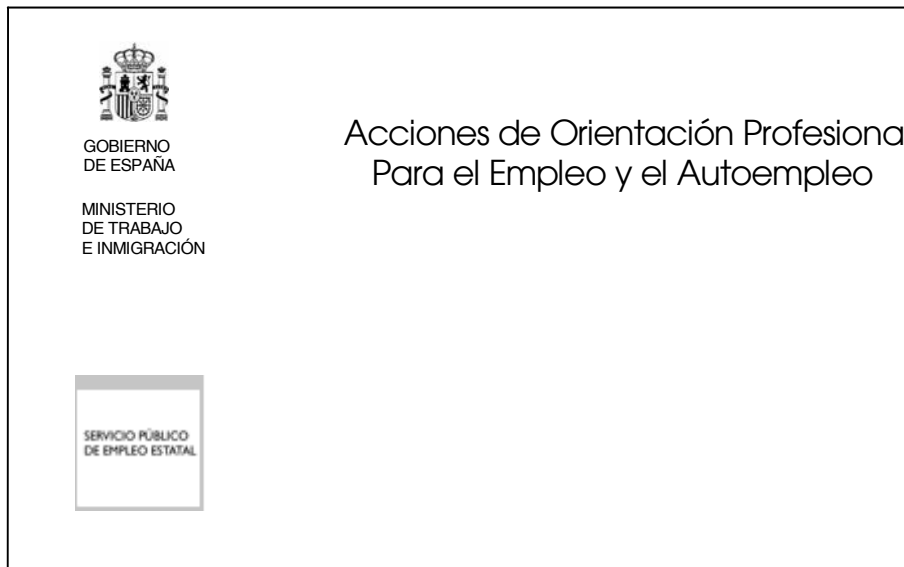 GOBIERNO
DE ESPAÑA
MINISTERIO
DE TRABAJO
E INMIGRACIÓN
Acciones de Orientación Profesiona
Para el Empleo y el Autoempleo
SERVICIO PÚBLICO
DE EMPLEO ESTATAL